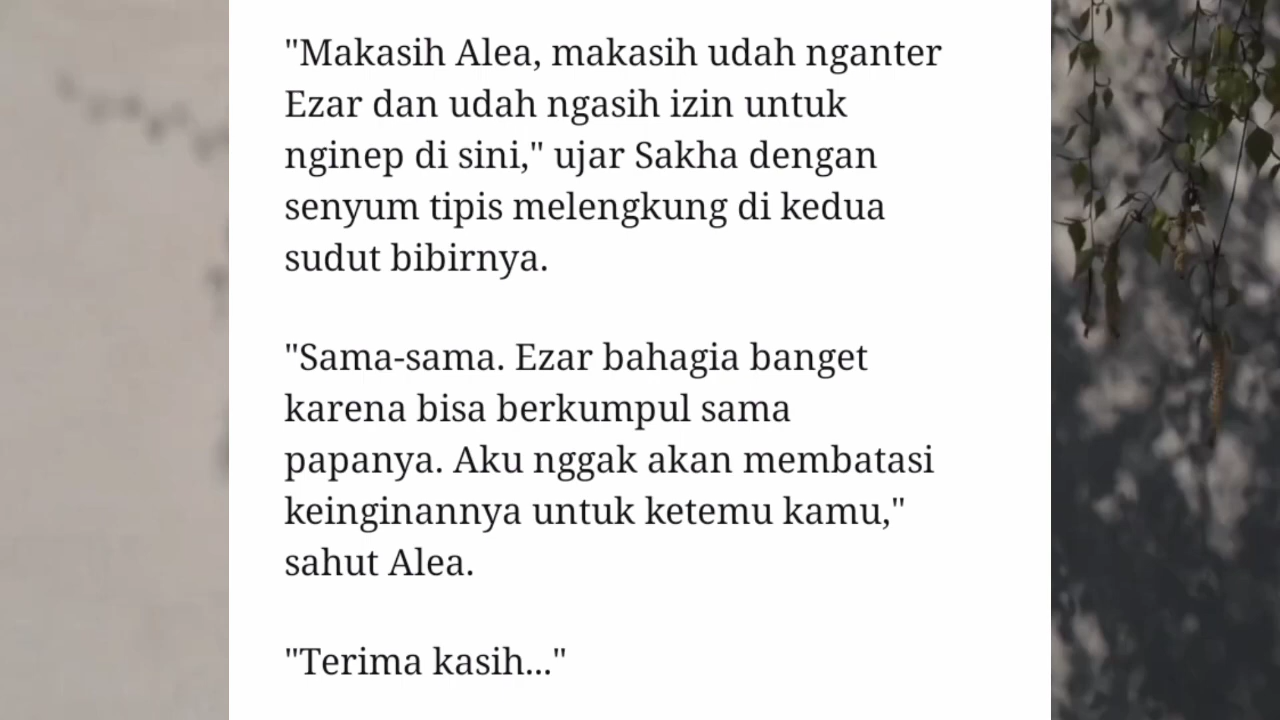 "Makasih Alea, makasih udah nganter
Ezar dan udah ngasih izin untuk
nginep di sini," ujar Sakha dengan
senyum tipis melengkung di kedua
sudut bibirnya.
"Sama-sama. Ezar bahagia banget
karena bisa berkumpul sama
papanya. Aku nggak akan membatasi
keinginannya untuk ketemu kamu,"
sahut Alea.
"Terima kasih..."